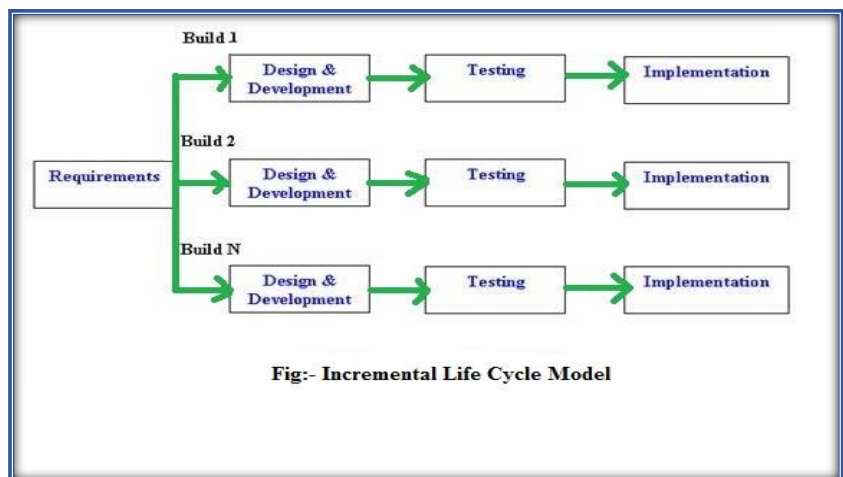 Build 1
Design &
Development
Testing
Implementation
Build 2
Requirements
Design &
Development
Testing
Implementation
Build N
Design &
Development
Testing
Implementation
Fig:- Incremental Life Cycle Model